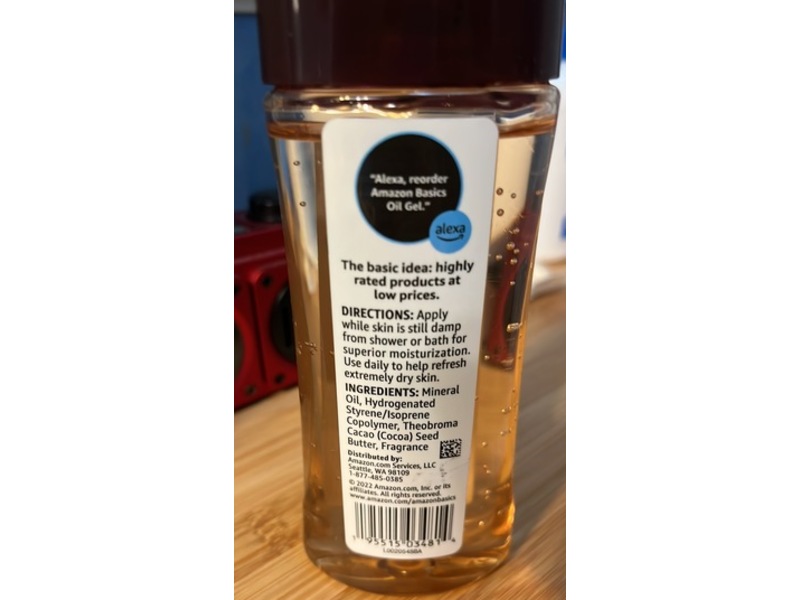 "Alexa, reorder
Amazon Basics
Oil Gel."
alexa
The basic idea: highly
rated products at
low prices.
DIRECTIONS: Apply
while skin is still damp
from shower or bath for
superior moisturization.
Use daily to help refresh
extremely dry skin.
INGREDIENTS: Mineral
Oil, Hydrogenated
Styrene/Isoprene
Copolymer, Theobroma
Cacao (Cocoa) Seed
Butter, Fragrance
Distributed by:
Amazon.com Services, LLC
Seattle, WA 98109
1-877-485-0385
© 2022 Amazon.com, Inc. or its
affiliates. All rights reserved.
www.amazon.com/amazonbasics
95515 03481